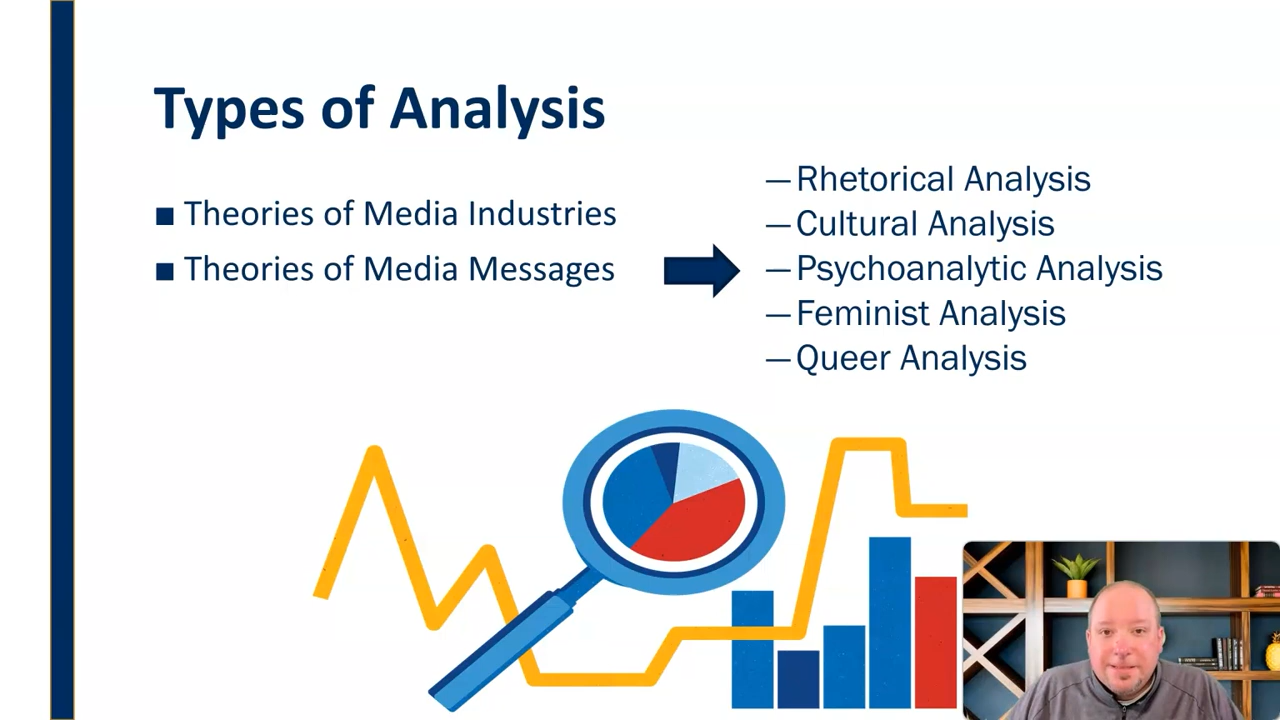 Types of Analysis
■ Theories of Media Industries
■ Theories of Media Messages
—Rhetorical Analysis
—Cultural Analysis
—Psychoanalytic Analysis
—Feminist Analysis
—Queer Analysis